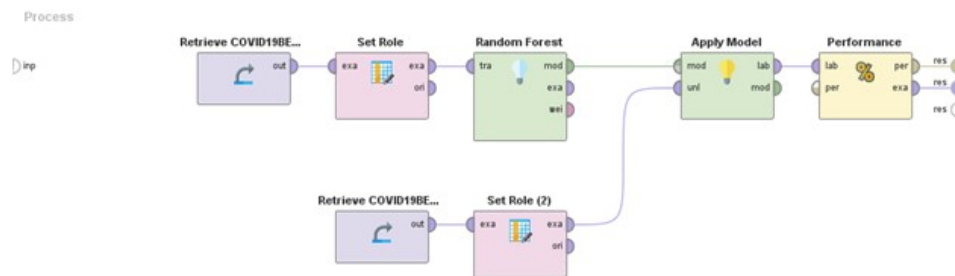 Process
inp
Retrieve COVID19BE...
out
Set Role
exa exa
ori
Random Forest
tra mod
exa
wei
Apply Model
mod lab
unl mod
Performance
lab % per
per exa
res
res
res
Retrieve COVID19BE...
out
Set Role (2)
exa exa
ori